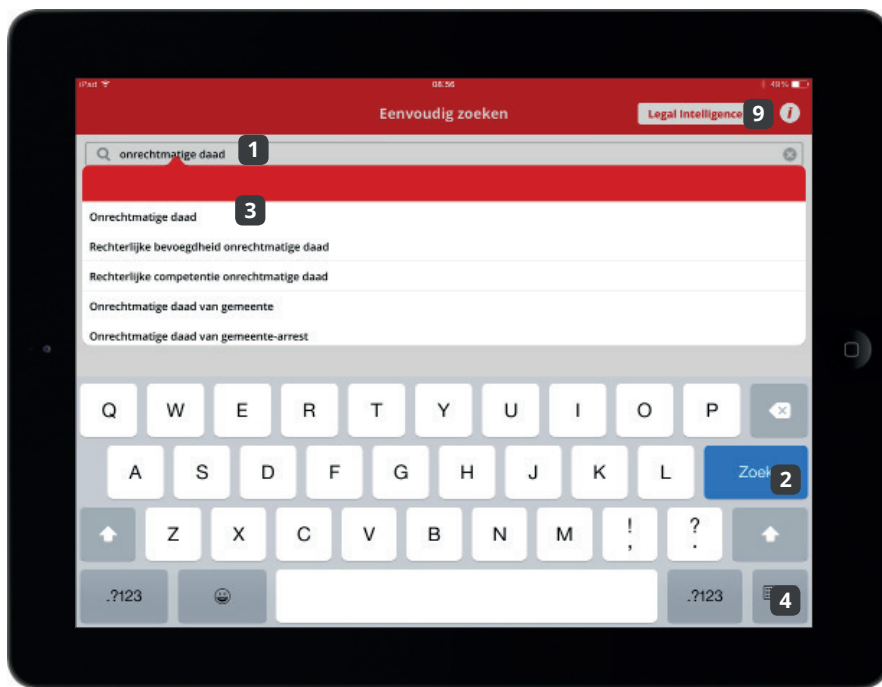 iPad 08:56 49%
Eenvoudig zoeken Legal Intelligence 9 i
onrechtmatige daad 1
3
Onrechtmatige daad
Rechterlijke bevoegdheid onrechtmatige daad
Rechterlijke competentie onrechtmatige daad
Onrechtmatige daad van gemeente
Onrechtmatige daad van gemeente-arrest
Q W E R T Y U I O P
A S D F G H J K L Zoek 2
Z X C V B N M ! , ? .
.?123 .?123 4